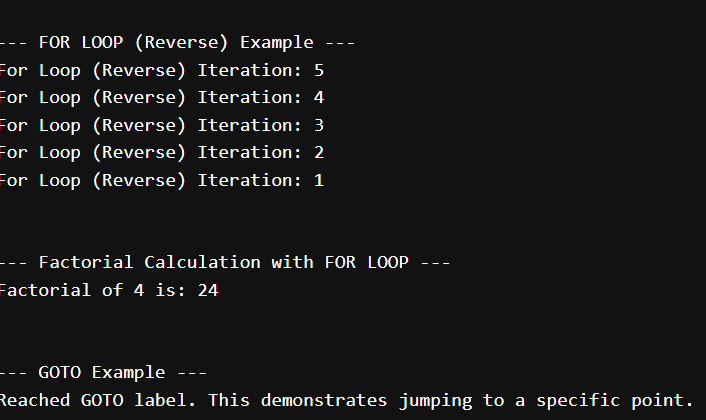 --- FOR LOOP (Reverse) Example ---
For Loop (Reverse) Iteration: 5
For Loop (Reverse) Iteration: 4
For Loop (Reverse) Iteration: 3
For Loop (Reverse) Iteration: 2
For Loop (Reverse) Iteration: 1
--- Factorial Calculation with FOR LOOP ---
Factorial of 4 is: 24
--- GOTO Example ---
Reached GOTO label. This demonstrates jumping to a specific point.